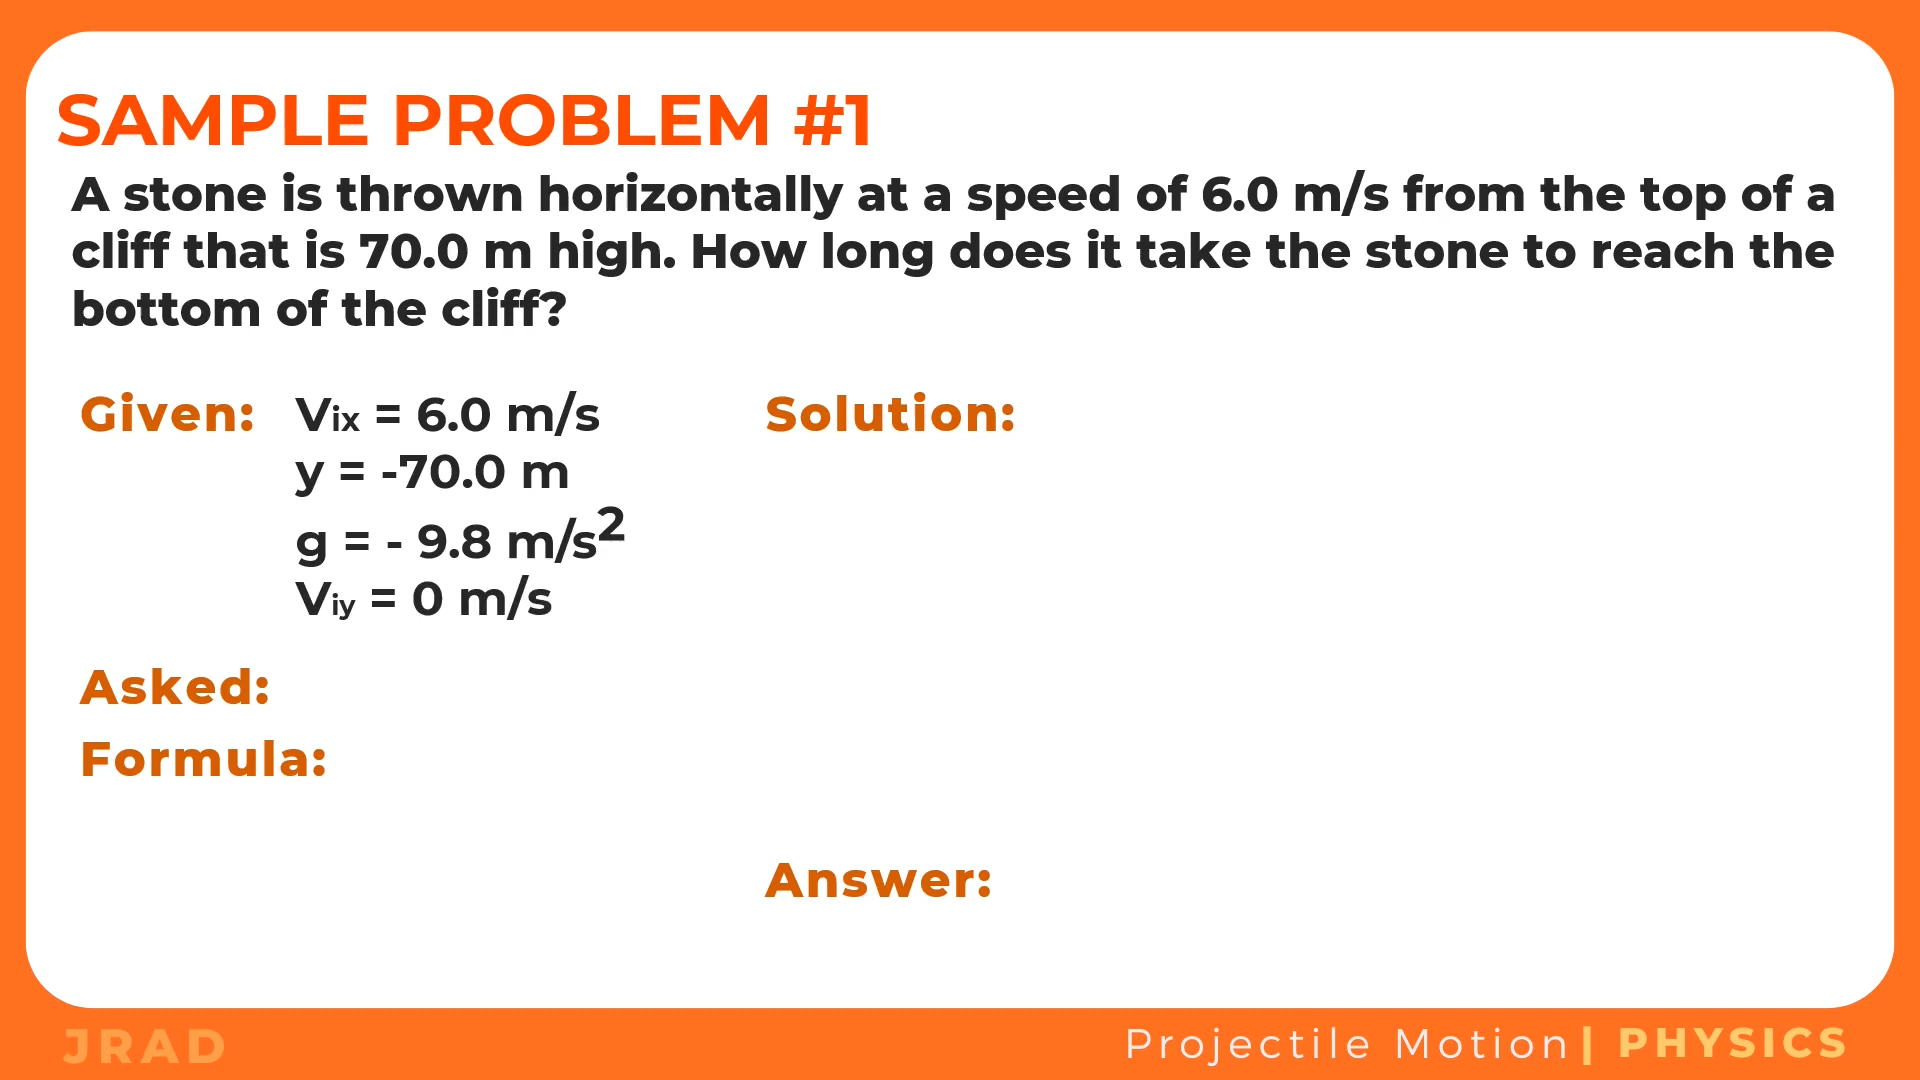 SAMPLE PROBLEM #1
A stone is thrown horizontally at a speed of 6.0 m/s from the top of a
cliff that is 70.0 m high. How long does it take the stone to reach the
bottom of the cliff?
Given: Vix = 6.0 m/s
y = -70.0 m
g = - 9.8 m/s²
Viy = 0 m/s
Asked:
Formula:
Solution:
Answer:
JRAD
Projectile Motion | PHYSICS